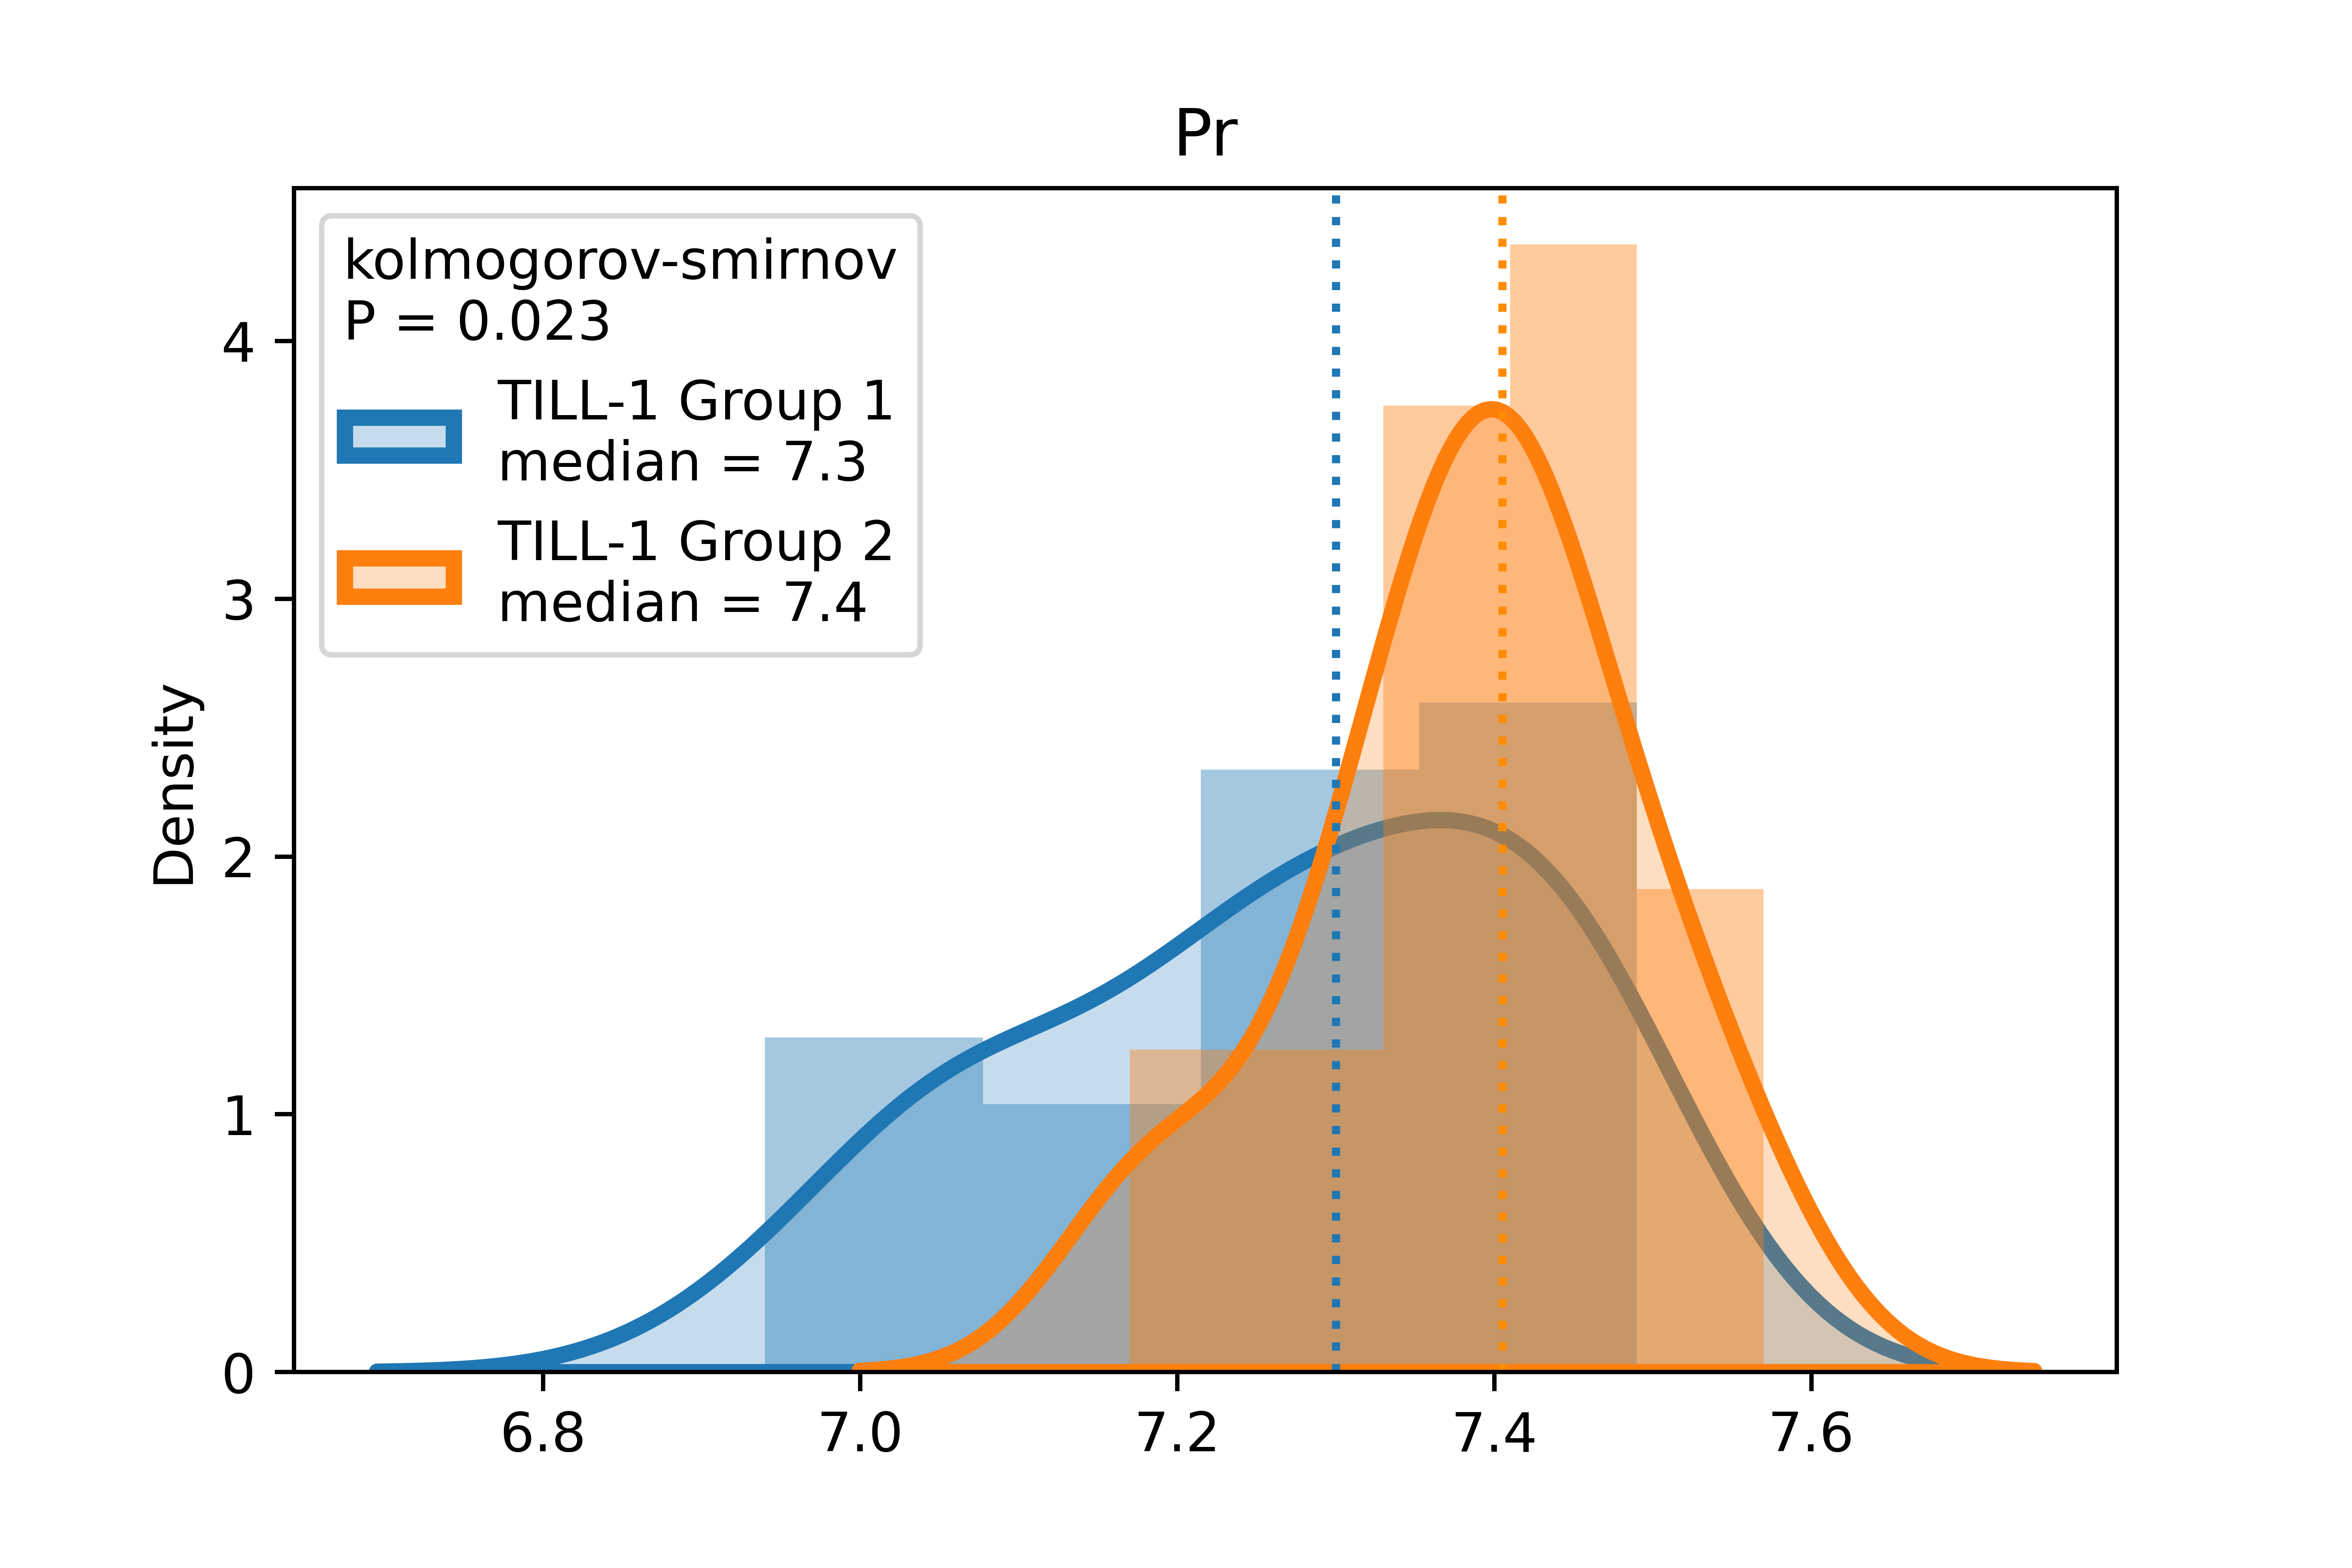 Pr
kolmogorov-smirnov
P = 0.023
TILL-1 Group 1
median = 7.3
TILL-1 Group 2
median = 7.4
Density
4
3
2
1
0
6.8 7.0 7.2 7.4 7.6